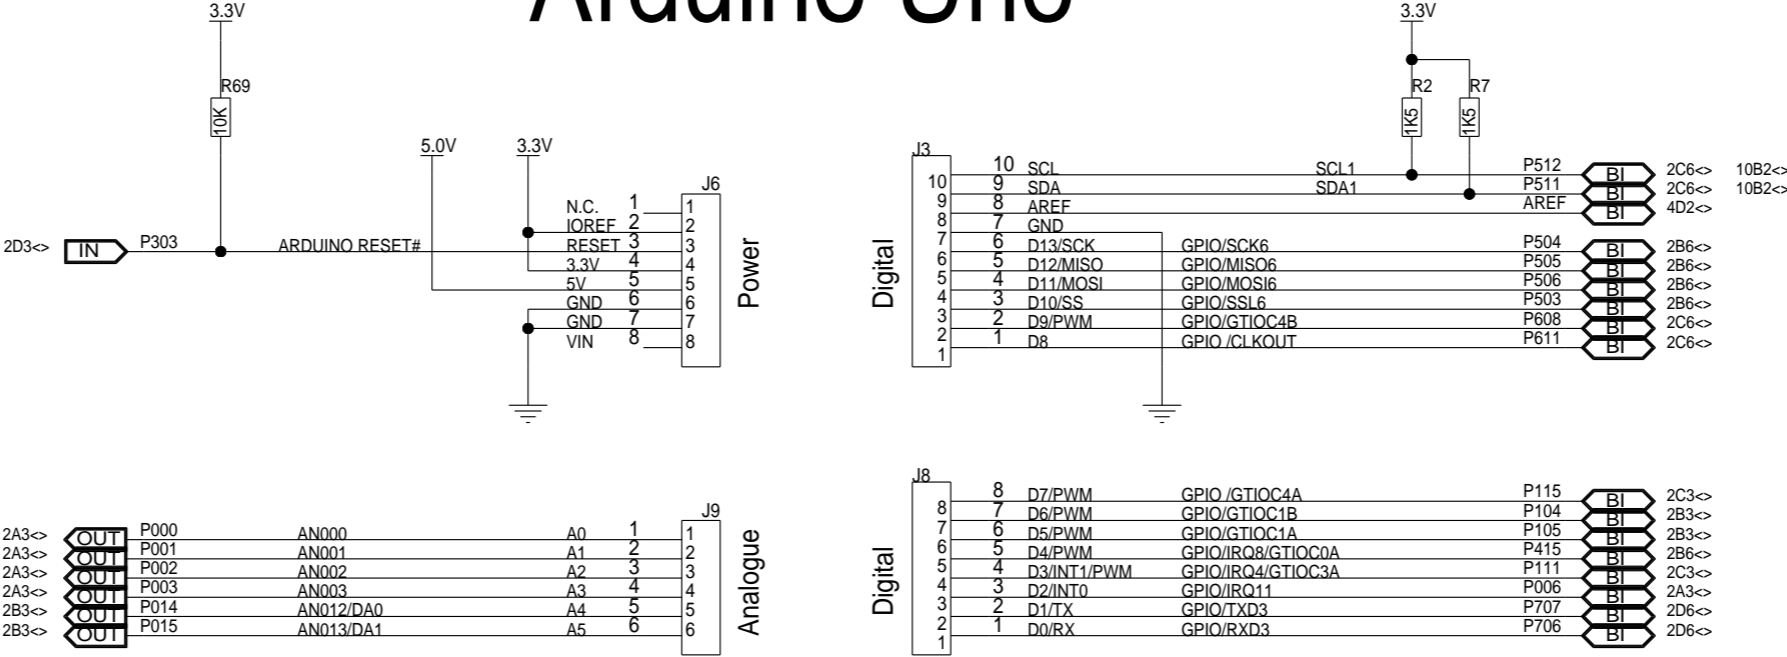 Arduino Uno
3.3V
R69
10K
5.0V
3.3V
J6
N.C. 1 1
IOREF 2 2
2D3<> IN P303 ARDUINO RESET# RESET 3 3
3.3V 4 4
5V 5 5
GND 6 6
GND 7 7
VIN 8 8
Power
3.3V
R2 R7
1K5 1K5
J3
10 10 SCL SCL1 P512 BI 2C6<> 10B2<>
9 9 SDA SDA1 P511 BI 2C6<> 10B2<>
8 8 AREF AREF BI 4D2<>
7 7 GND
6 6 D13/SCK GPIO/SCK6 P504 BI 2B6<>
5 5 D12/MISO GPIO/MISO6 P505 BI 2B6<>
4 4 D11/MOSI GPIO/MOSI6 P506 BI 2B6<>
3 3 D10/SS GPIO/SSL6 P503 BI 2B6<>
2 2 D9/PWM GPIO/GTIOC4B P608 BI 2C6<>
1 1 D8 GPIO /CLKOUT P611 BI 2C6<>
Digital
J9
2A3<> OUT P000 AN000 A0 1 1
2A3<> OUT P001 AN001 A1 2 2
2A3<> OUT P002 AN002 A2 3 3
2A3<> OUT P003 AN003 A3 4 4
2B3<> OUT P014 AN012/DA0 A4 5 5
2B3<> OUT P015 AN013/DA1 A5 6 6
Analogue
J8
8 8 D7/PWM GPIO /GTIOC4A P115 BI 2C3<>
7 7 D6/PWM GPIO/GTIOC1B P104 BI 2B3<>
6 6 D5/PWM GPIO/GTIOC1A P105 BI 2B3<>
5 5 D4/PWM GPIO/IRQ8/GTIOC0A P415 BI 2B6<>
4 4 D3/INT1/PWM GPIO/IRQ4/GTIOC3A P111 BI 2C3<>
3 3 D2/INT0 GPIO/IRQ11 P006 BI 2A3<>
2 2 D1/TX GPIO/TXD3 P707 BI 2D6<>
1 1 D0/RX GPIO/RXD3 P706 BI 2D6<>
Digital